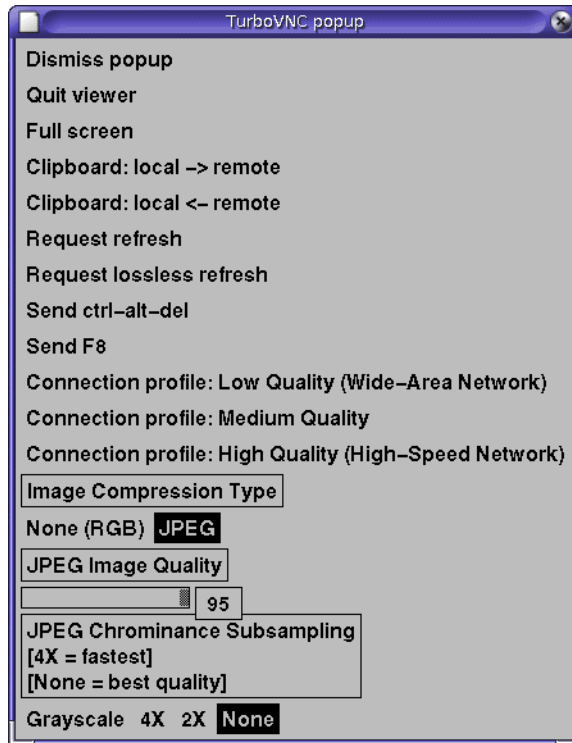 TurboVNC popup
Dismiss popup
Quit viewer
Full screen
Clipboard: local -> remote
Clipboard: local <- remote
Request refresh
Request lossless refresh
Send ctrl-alt-del
Send F8
Connection profile: Low Quality (Wide-Area Network)
Connection profile: Medium Quality
Connection profile: High Quality (High-Speed Network)
Image Compression Type
None (RGB) JPEG
JPEG Image Quality
95
JPEG Chrominance Subsampling
[4X = fastest]
[None = best quality]
Grayscale 4X 2X None